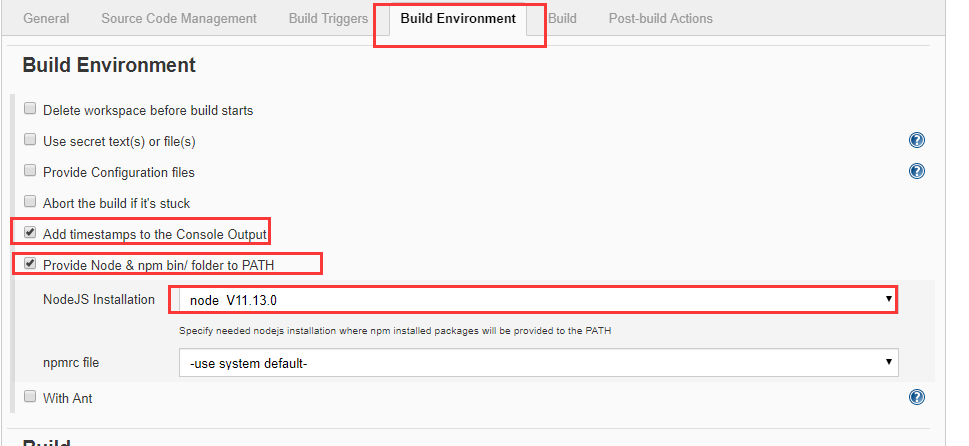 General Source Code Management Build Triggers Build Environment Build Post-build Actions
Build Environment
Delete workspace before build starts
Use secret text(s) or file(s)
Provide Configuration files
Abort the build if it's stuck
Add timestamps to the Console Output
Provide Node & npm bin/ folder to PATH
NodeJS Installation node V11.13.0
Specify needed nodejs installation where npm installed packages will be provided to the PATH
npmrc file -use system default-
With Ant
Build